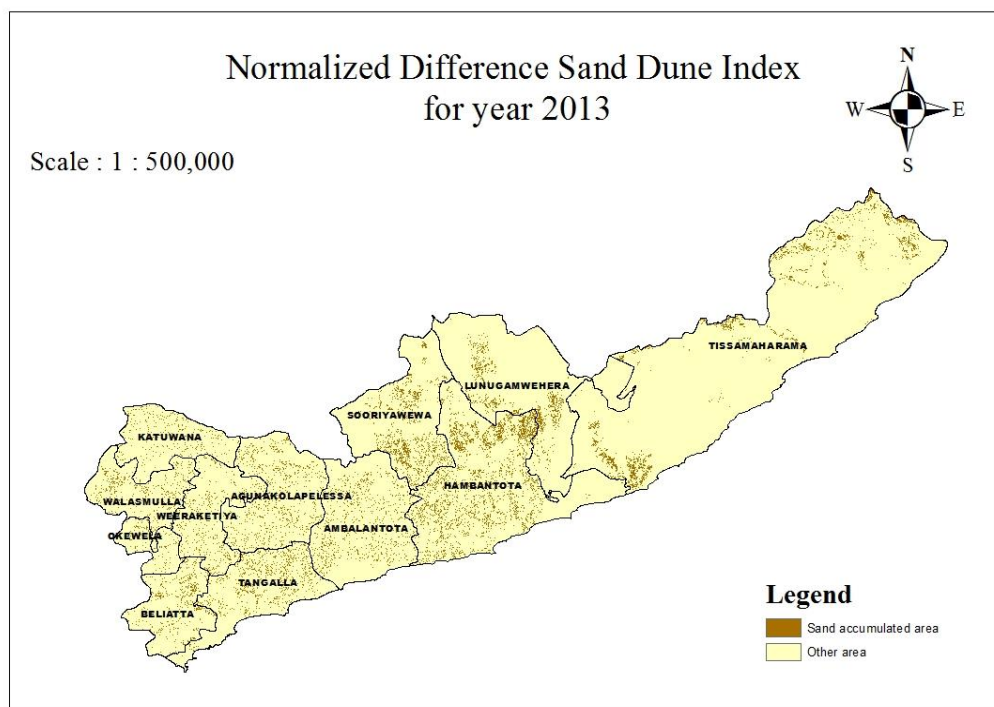 Normalized Difference Sand Dune Index
for year 2013
N
W
E
S
Scale : 1 : 500,000
TISSAMAHARAMA
LUNUGAMWEHERA
SOORIYAWEWA
KATUWANA
HAMBANTOTA
AGUNAKOLAPELESSA
WALASMULLA
WEERAKETIYA
AMBALANTOTA
OKEWELA
TANGALLA
BELIATTA
Legend
Sand accumulated area
Other area